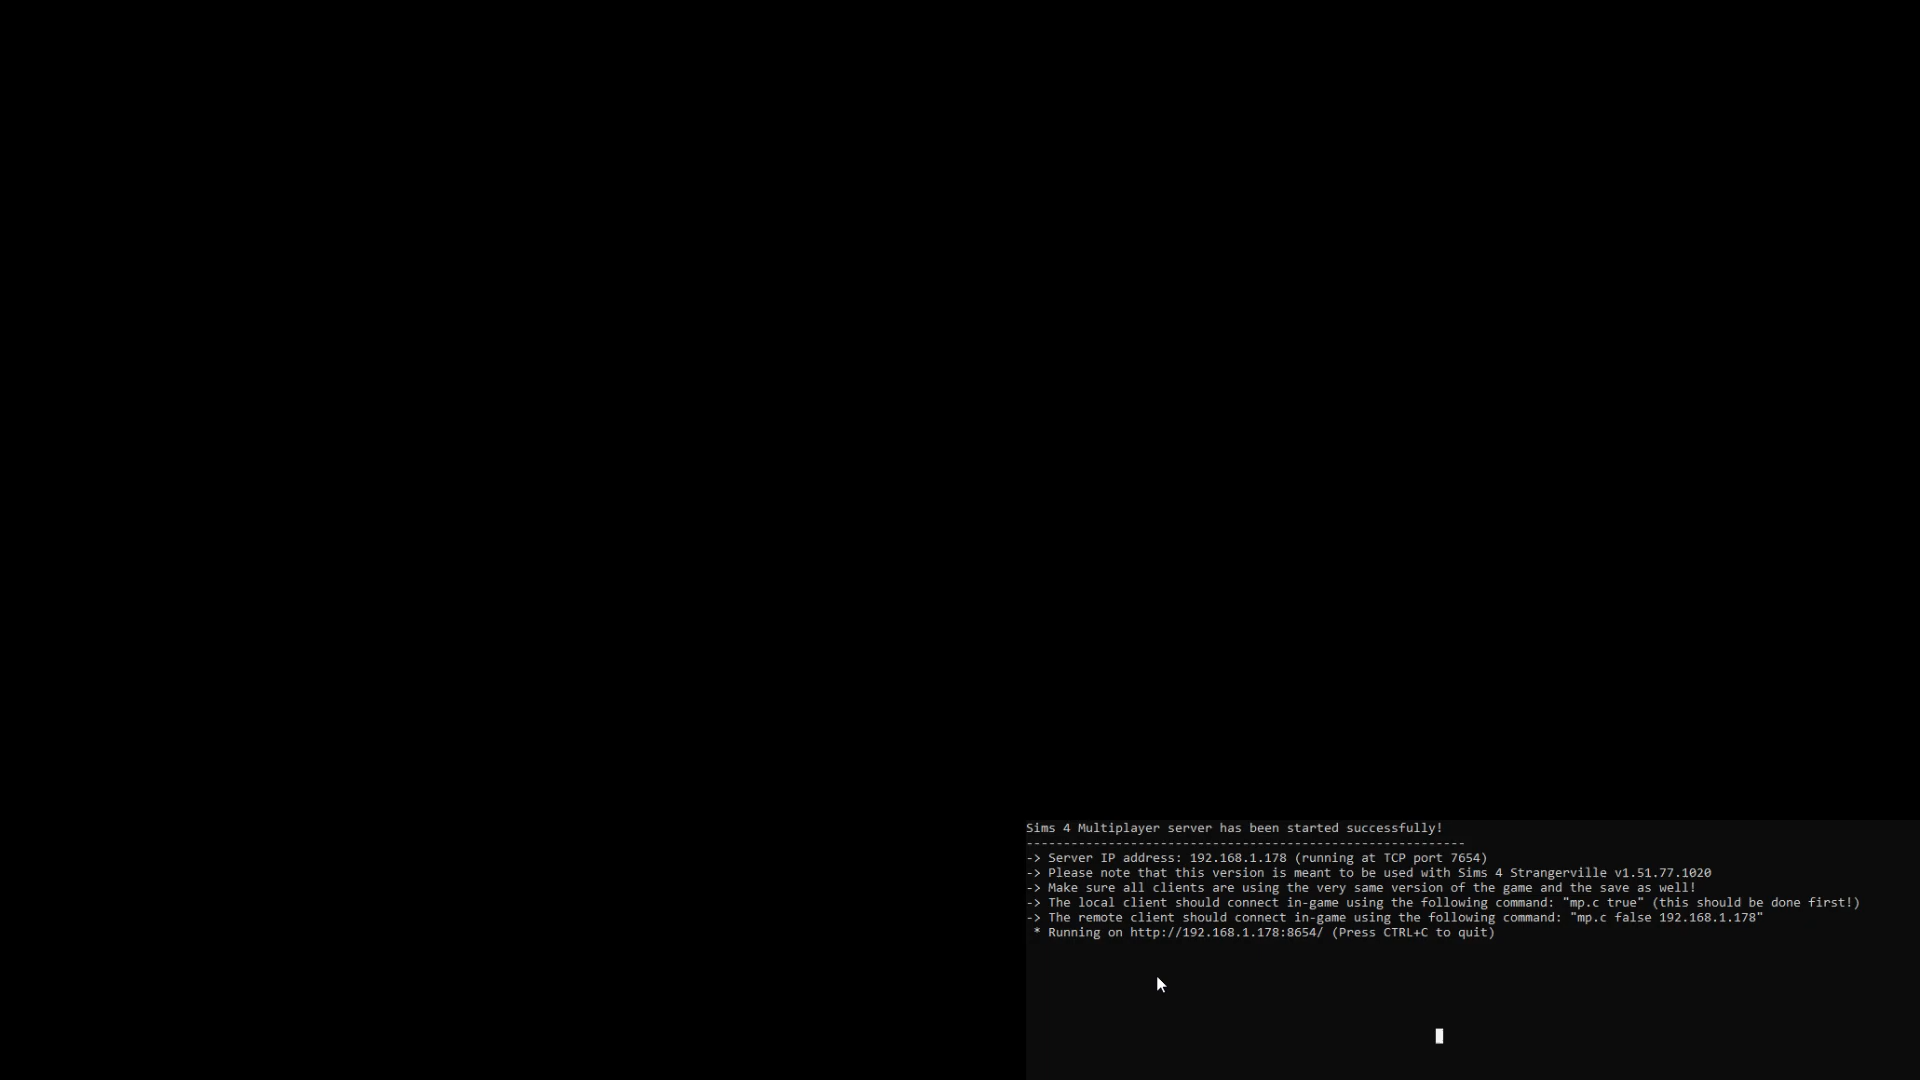 Sims 4 Multiplayer server has been started successfully!
-----------------------------------------------------------
-> Server IP address: 192.168.1.178 (running at TCP port 7654)
-> Please note that this version is meant to be used with Sims 4 Strangerville v1.51.77.1020
-> Make sure all clients are using the very same version of the game and the save as well!
-> The local client should connect in-game using the following command: "mp.c true" (this should be done first!)
-> The remote client should connect in-game using the following command: "mp.c false 192.168.1.178"
 * Running on http://192.168.1.178:8654/ (Press CTRL+C to quit)